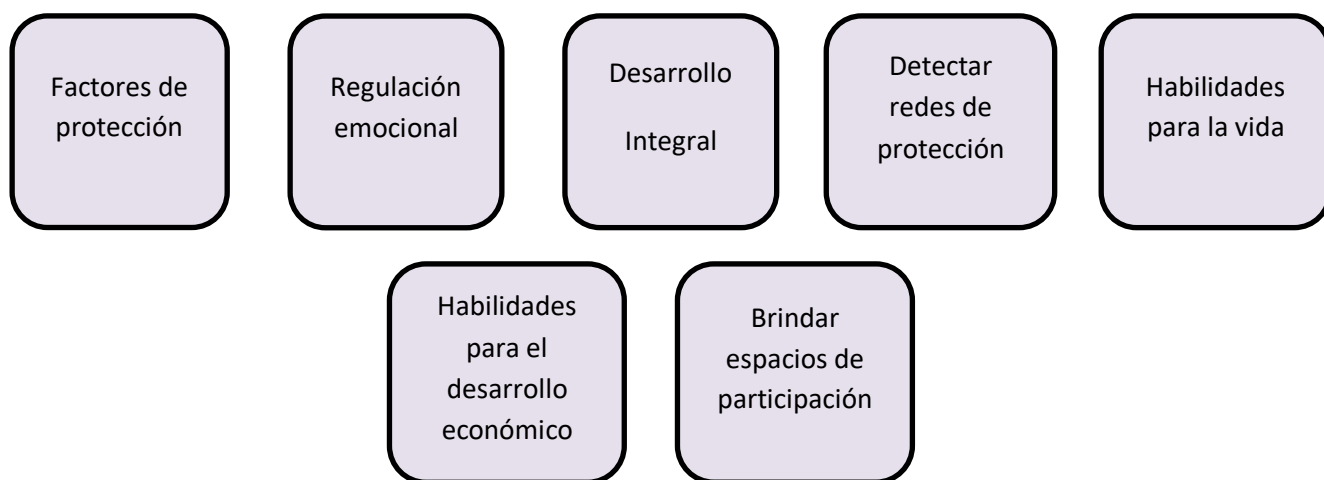 Factores de
protección
Regulación
emocional
Desarrollo
Integral
Detectar
redes de
protección
Habilidades
para la vida
Habilidades
para el
desarrollo
económico
Brindar
espacios de
participación